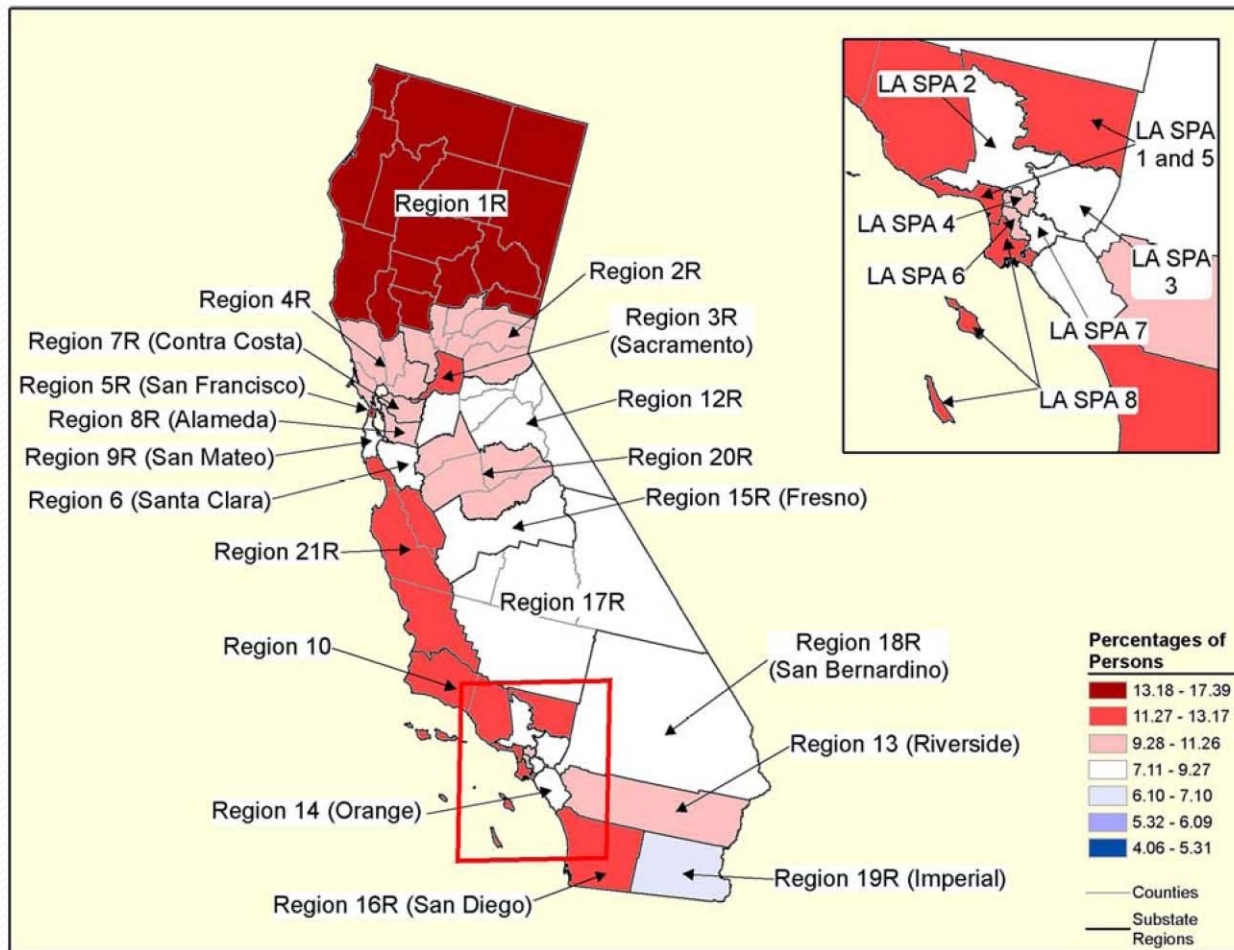 Region 1R
Region 2R
Region 4R
Region 3R
(Sacramento)
Region 7R (Contra Costa)
Region 5R (San Francisco)
Region 8R (Alameda)
Region 12R
Region 9R (San Mateo)
Region 20R
Region 6 (Santa Clara)
Region 15R (Fresno)
Region 21R
Region 17R
Region 10
Region 18R
(San Bernardino)
Region 13 (Riverside)
Region 14 (Orange)
Region 19R (Imperial)
Region 16R (San Diego)
LA SPA 2
LA SPA
1 and 5
LA SPA 4
LA SPA 6
LA SPA
3
LA SPA 7
LA SPA 8
Percentages of
Persons
13.18 - 17.39
11.27 - 13.17
9.28 - 11.26
7.11 - 9.27
6.10 - 7.10
5.32 - 6.09
4.06 - 5.31
Counties
Substate
Regions